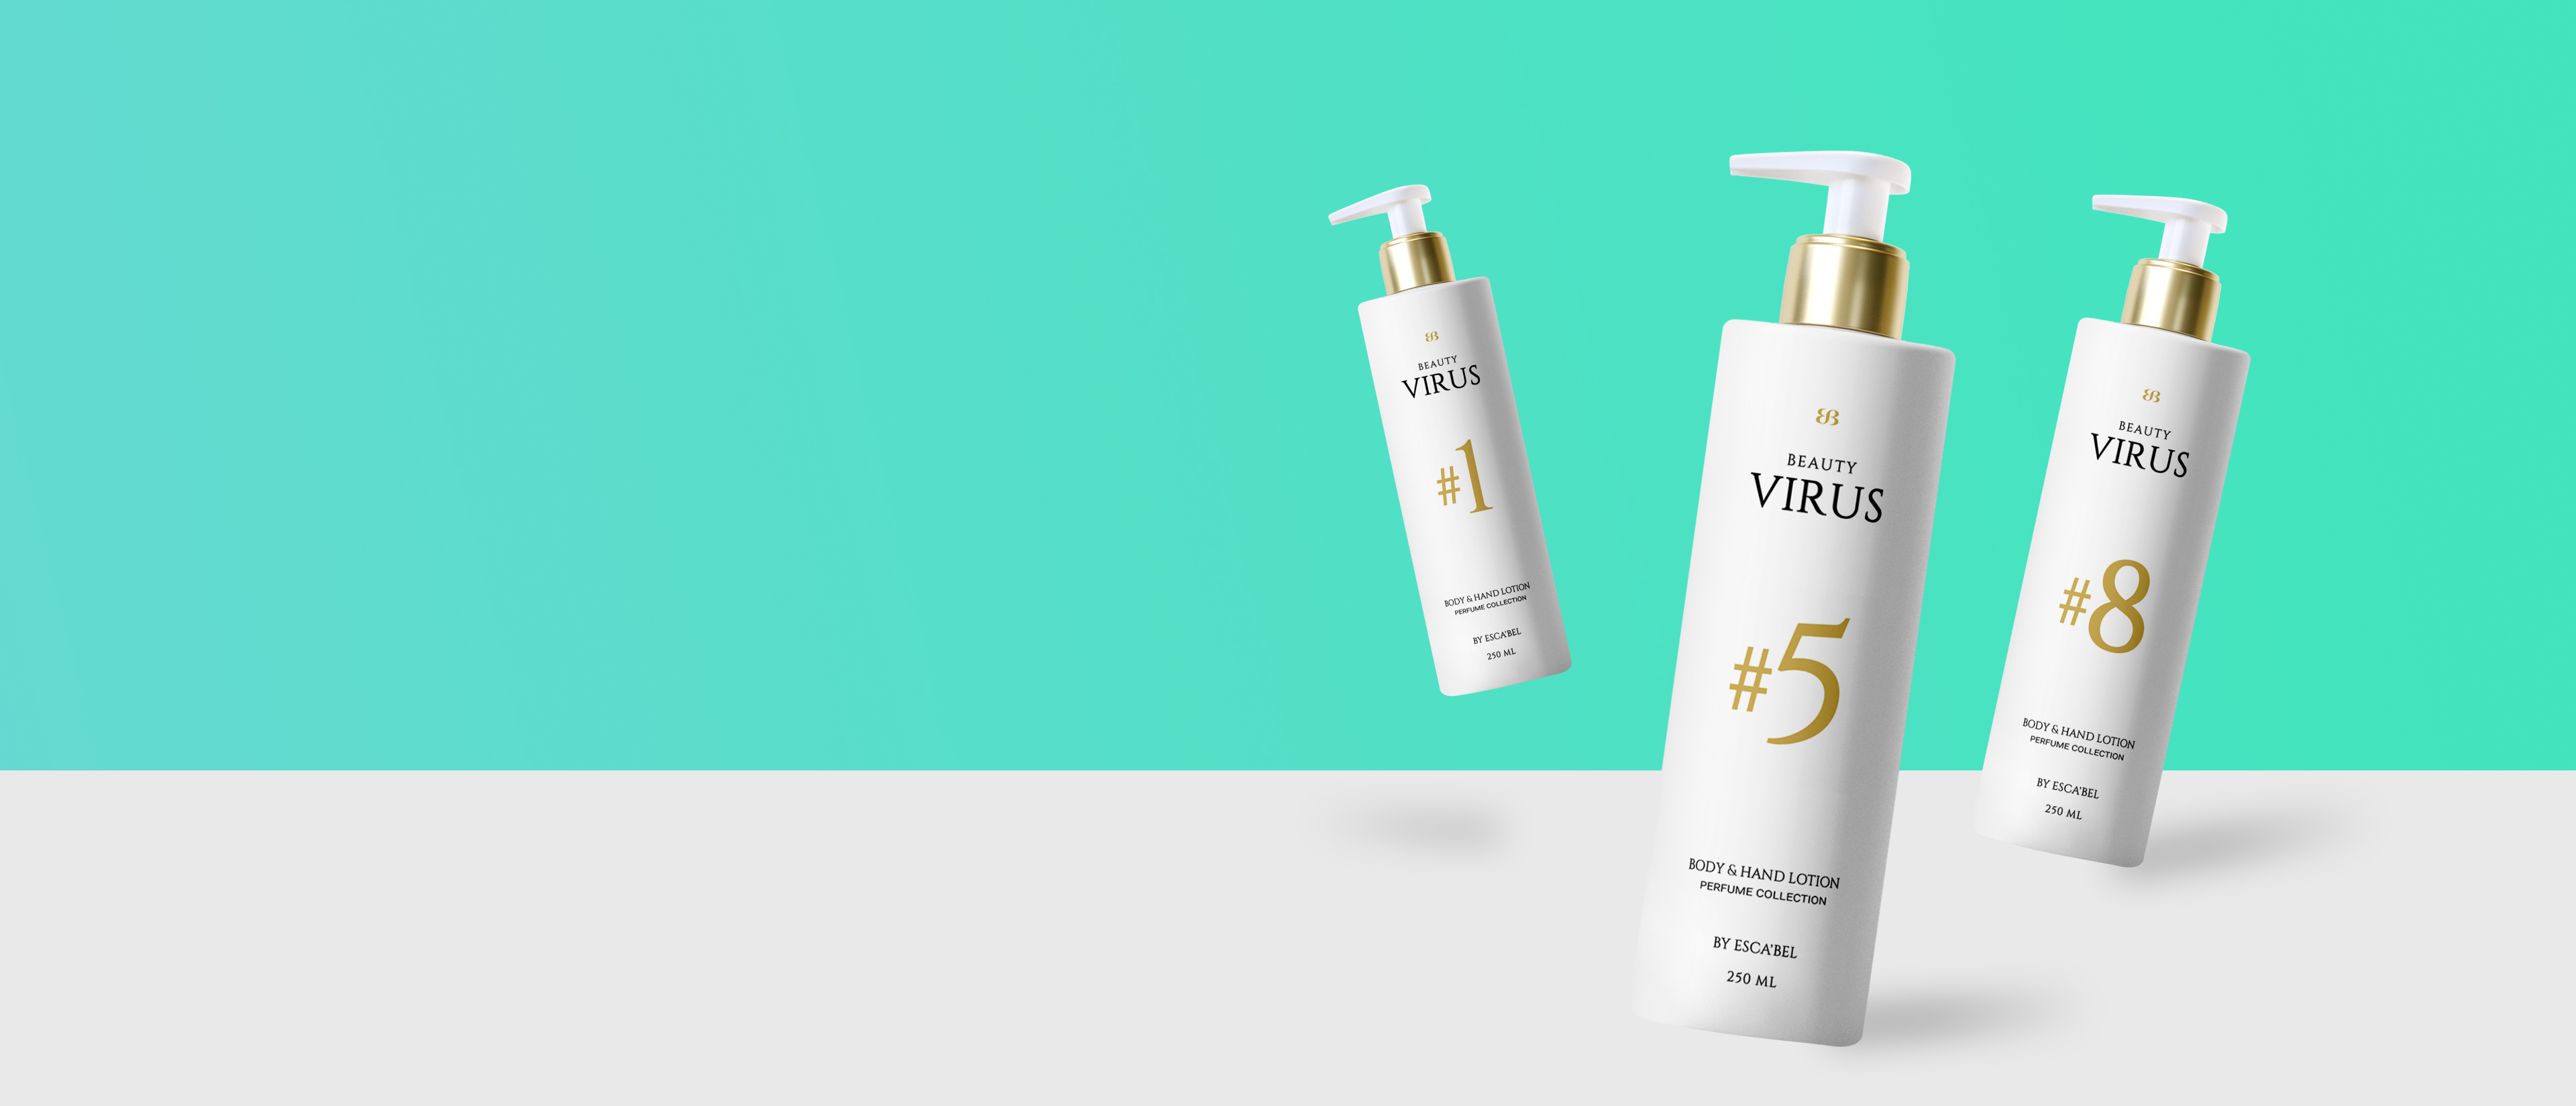 BEAUTY
VIRUS
#1
BODY & HAND LOTION
PERFUME COLLECTION
BY ESCA'BEL
250 ML
BEAUTY
VIRUS
#5
BODY & HAND LOTION
PERFUME COLLECTION
BY ESCA'BEL
250 ML
BEAUTY
VIRUS
#8
BODY & HAND LOTION
PERFUME COLLECTION
BY ESCA'BEL
250 ML